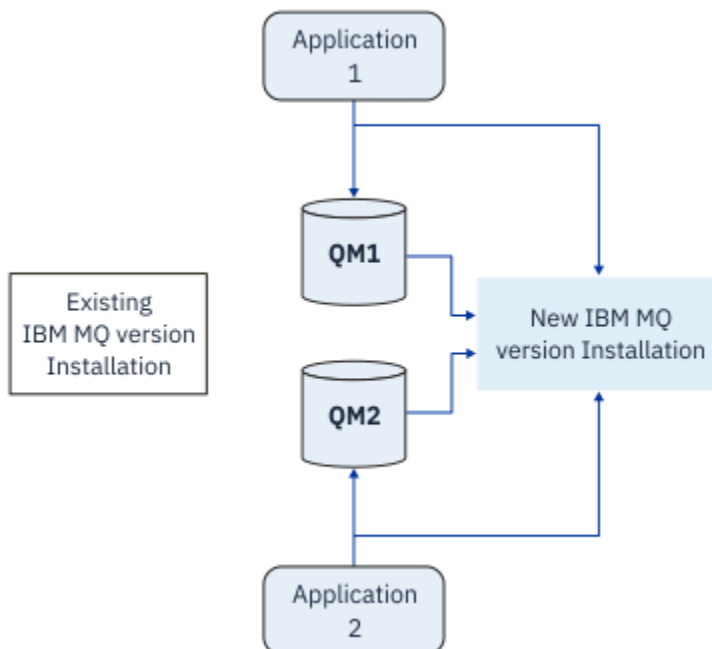 Application
1
QM1
Existing
IBM MQ version
Installation
New IBM MQ
version Installation
QM2
Application
2